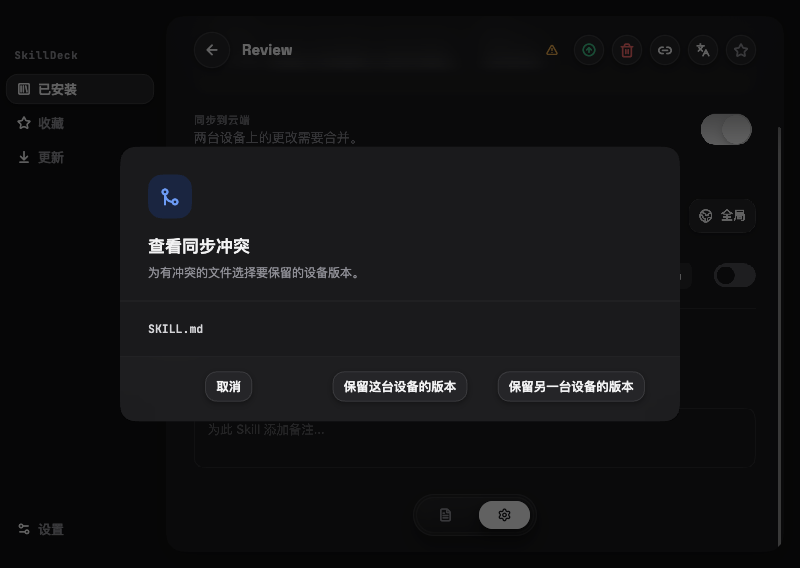 SkillDeck
Review
已安装
收藏
更新
同步到云端
两台设备上的更改需要合并。
全局
查看同步冲突
为有冲突的文件选择要保留的设备版本。
SKILL.md
取消
保留这台设备的版本
保留另一台设备的版本
为此 Skill 添加备注...
设置